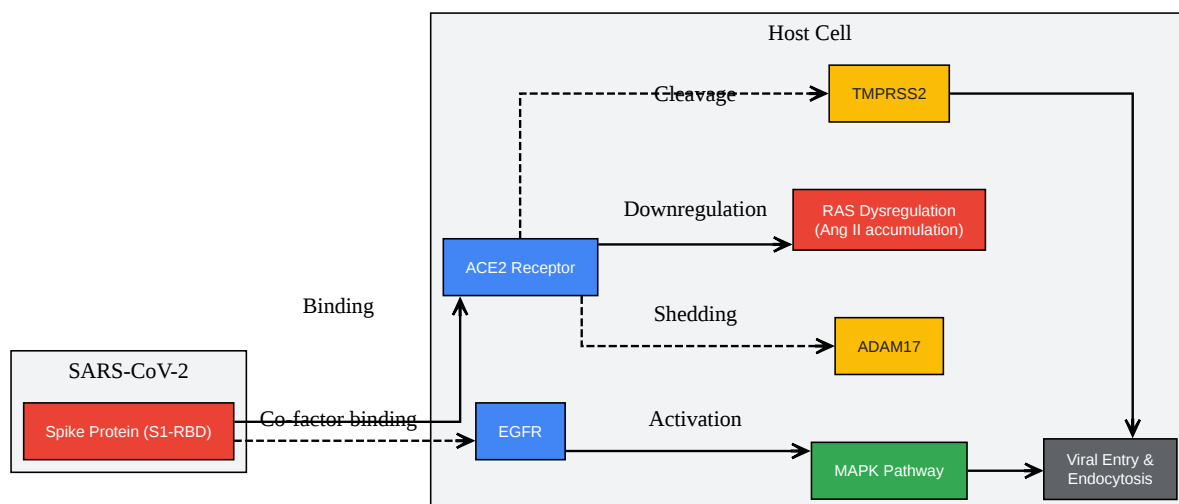 Host Cell
Cleavage
TMPRSS2
Downregulation
RAS Dysregulation
(Ang II accumulation)
ACE2 Receptor
Binding
Shedding
ADAM17
SARS-CoV-2
Spike Protein (S1-RBD)
Co-factor binding
EGFR
Activation
MAPK Pathway
Viral Entry &
Endocytosis